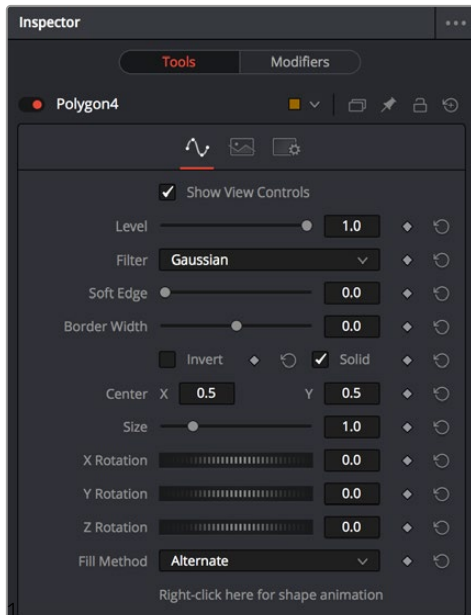 Inspector
Tools Modifiers
Polygon4
Show View Controls
Level 1.0
Filter Gaussian
Soft Edge 0.0
Border Width 0.0
Invert Solid
Center X 0.5 Y 0.5
Size 1.0
X Rotation 0.0
Y Rotation 0.0
Z Rotation 0.0
Fill Method Alternate
Right-click here for shape animation